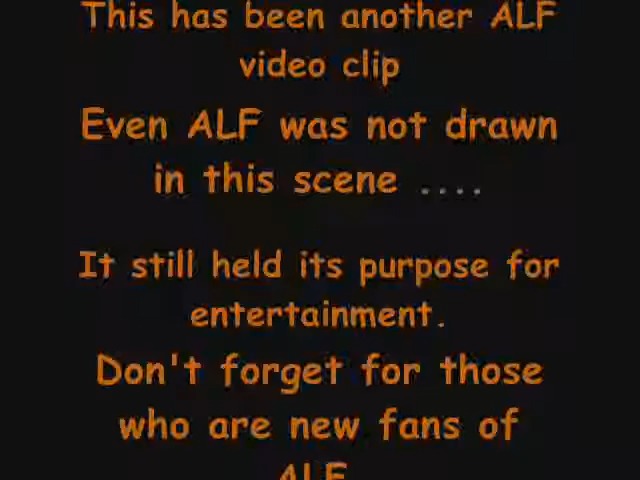 This has been another ALF
video clip
Even ALF was not drawn
in this scene ....
It still held its purpose for
entertainment.
Don't forget for those
who are new fans of
ALF